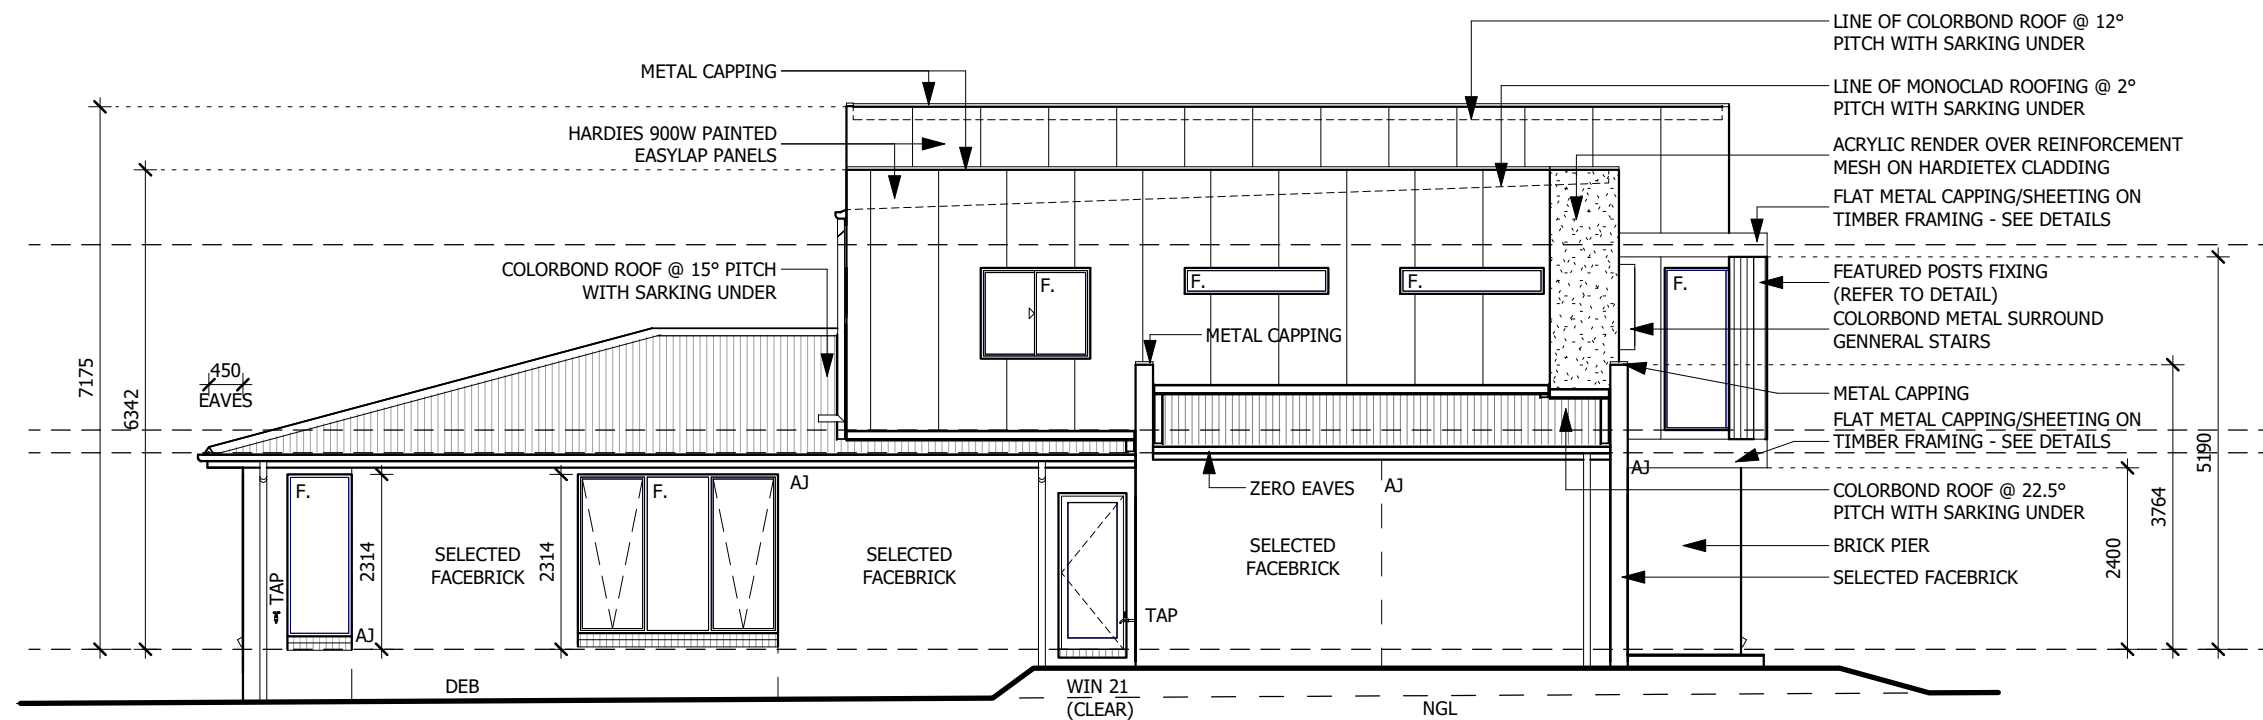 LINE OF COLORBOND ROOF @ 12°
PITCH WITH SARKING UNDER
METAL CAPPING
LINE OF MONOCLAD ROOFING @ 2°
PITCH WITH SARKING UNDER
HARDIES 900W PAINTED
EASYLAP PANELS
ACRYLIC RENDER OVER REINFORCEMENT
MESH ON HARDIETEX CLADDING
FLAT METAL CAPPING/SHEETING ON
TIMBER FRAMING - SEE DETAILS
COLORBOND ROOF @ 15° PITCH
WITH SARKING UNDER
F.
F.
F.
F.
FEATURED POSTS FIXING
(REFER TO DETAIL)
COLORBOND METAL SURROUND
GENNERAL STAIRS
METAL CAPPING
7175
6342
450
EAVES
METAL CAPPING
FLAT METAL CAPPING/SHEETING ON
TIMBER FRAMING - SEE DETAILS
5190
3764
2400
AJ
F.
F.
AJ
ZERO EAVES
AJ
COLORBOND ROOF @ 22.5°
PITCH WITH SARKING UNDER
2314
2314
SELECTED
FACEBRICK
SELECTED
FACEBRICK
SELECTED
FACEBRICK
BRICK PIER
SELECTED FACEBRICK
TAP
TAP
AJ
DEB
WIN 21
(CLEAR)
NGL